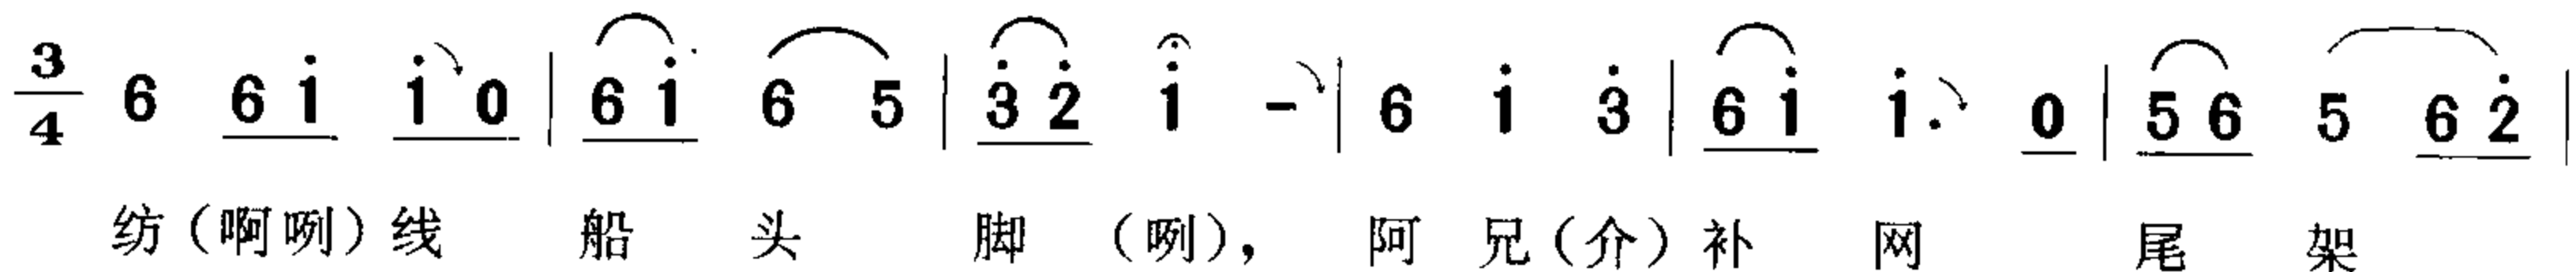 3/4 6 6 i̇ i̇ 0 | 6 i̇ 6 5 | 3̇ 2̇ i̇ - | 6 i̇ 3̇ | 6 i̇ i̇. 0 | 5 6 5 6 2̇ |
纺（啊咧）线 船 头 脚 （咧）， 阿 兄（介）补 网 尾 架